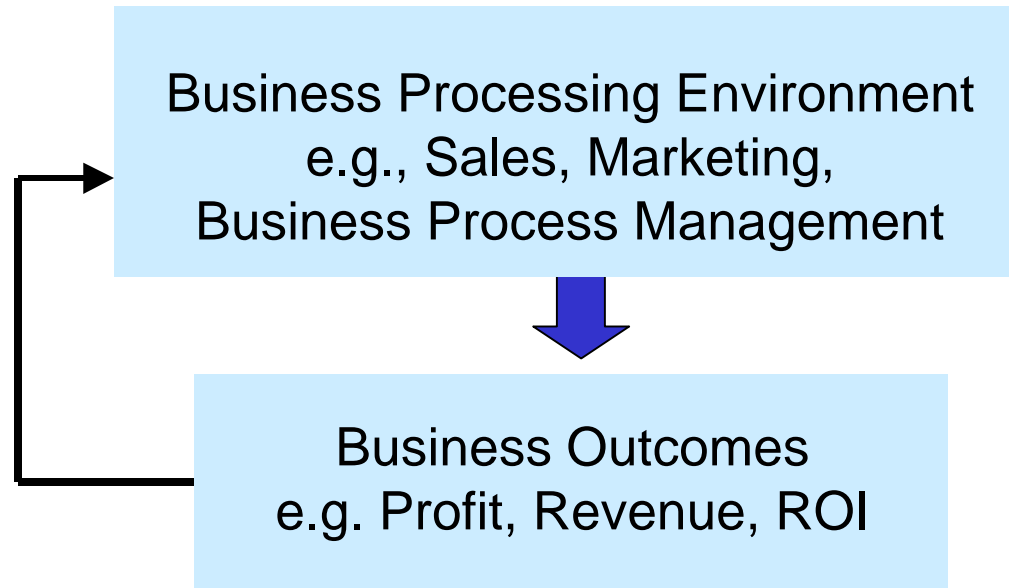 Business Processing Environment
e.g., Sales, Marketing,
Business Process Management
Business Outcomes
e.g. Profit, Revenue, ROI